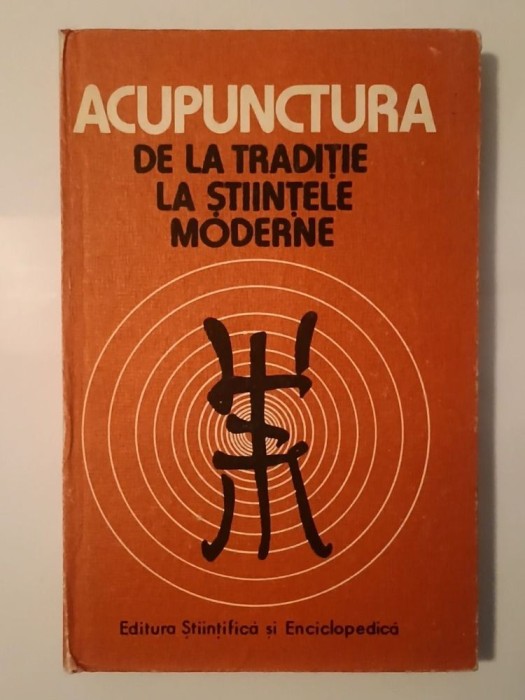 ACUPUNCTURA
DE LA TRADIȚIE
LA ȘTIINȚELE
MODERNE
Editura Științifică și Enciclopedică